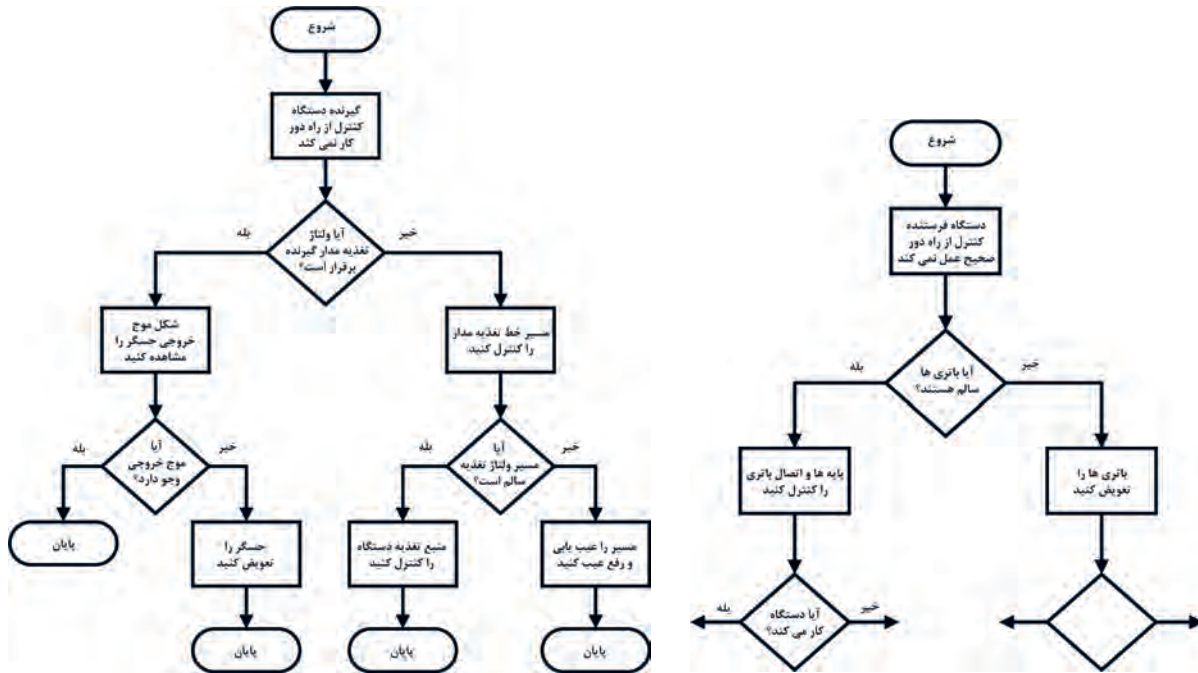 شروع
گیرنده دستگاه
کنترل از راه دور
کار نمی کند
آیا ولتاژ
تغذیه مدار گیرنده
برقرار است؟
بله
خیر
شکل موج
خروجی حسگر را
مشاهده کنید
مسیر خط تغذیه مدار
را کنترل کنید
آیا
موج خروجی
وجو دارد؟
بله
خیر
آیا
مسیر ولتاژ تغذیه
سالم است؟
بله
خیر
پایان
حسگر را
تعویض کنید
منبع تغذیه دستگاه
را کنترل کنید
مسیر را عیب یابی
و رفع عیب کنید
پایان
پایان
پایان
شروع
دستگاه فرستنده
کنترل از راه دور
صحیح عمل نمی کند
آیا باتری ها
سالم هستند؟
بله
خیر
پایه ها و اتصال باتری
را کنترل کنید
باتری ها را
تعویض کنید
آیا دستگاه
کار می کند؟
بله
خیر